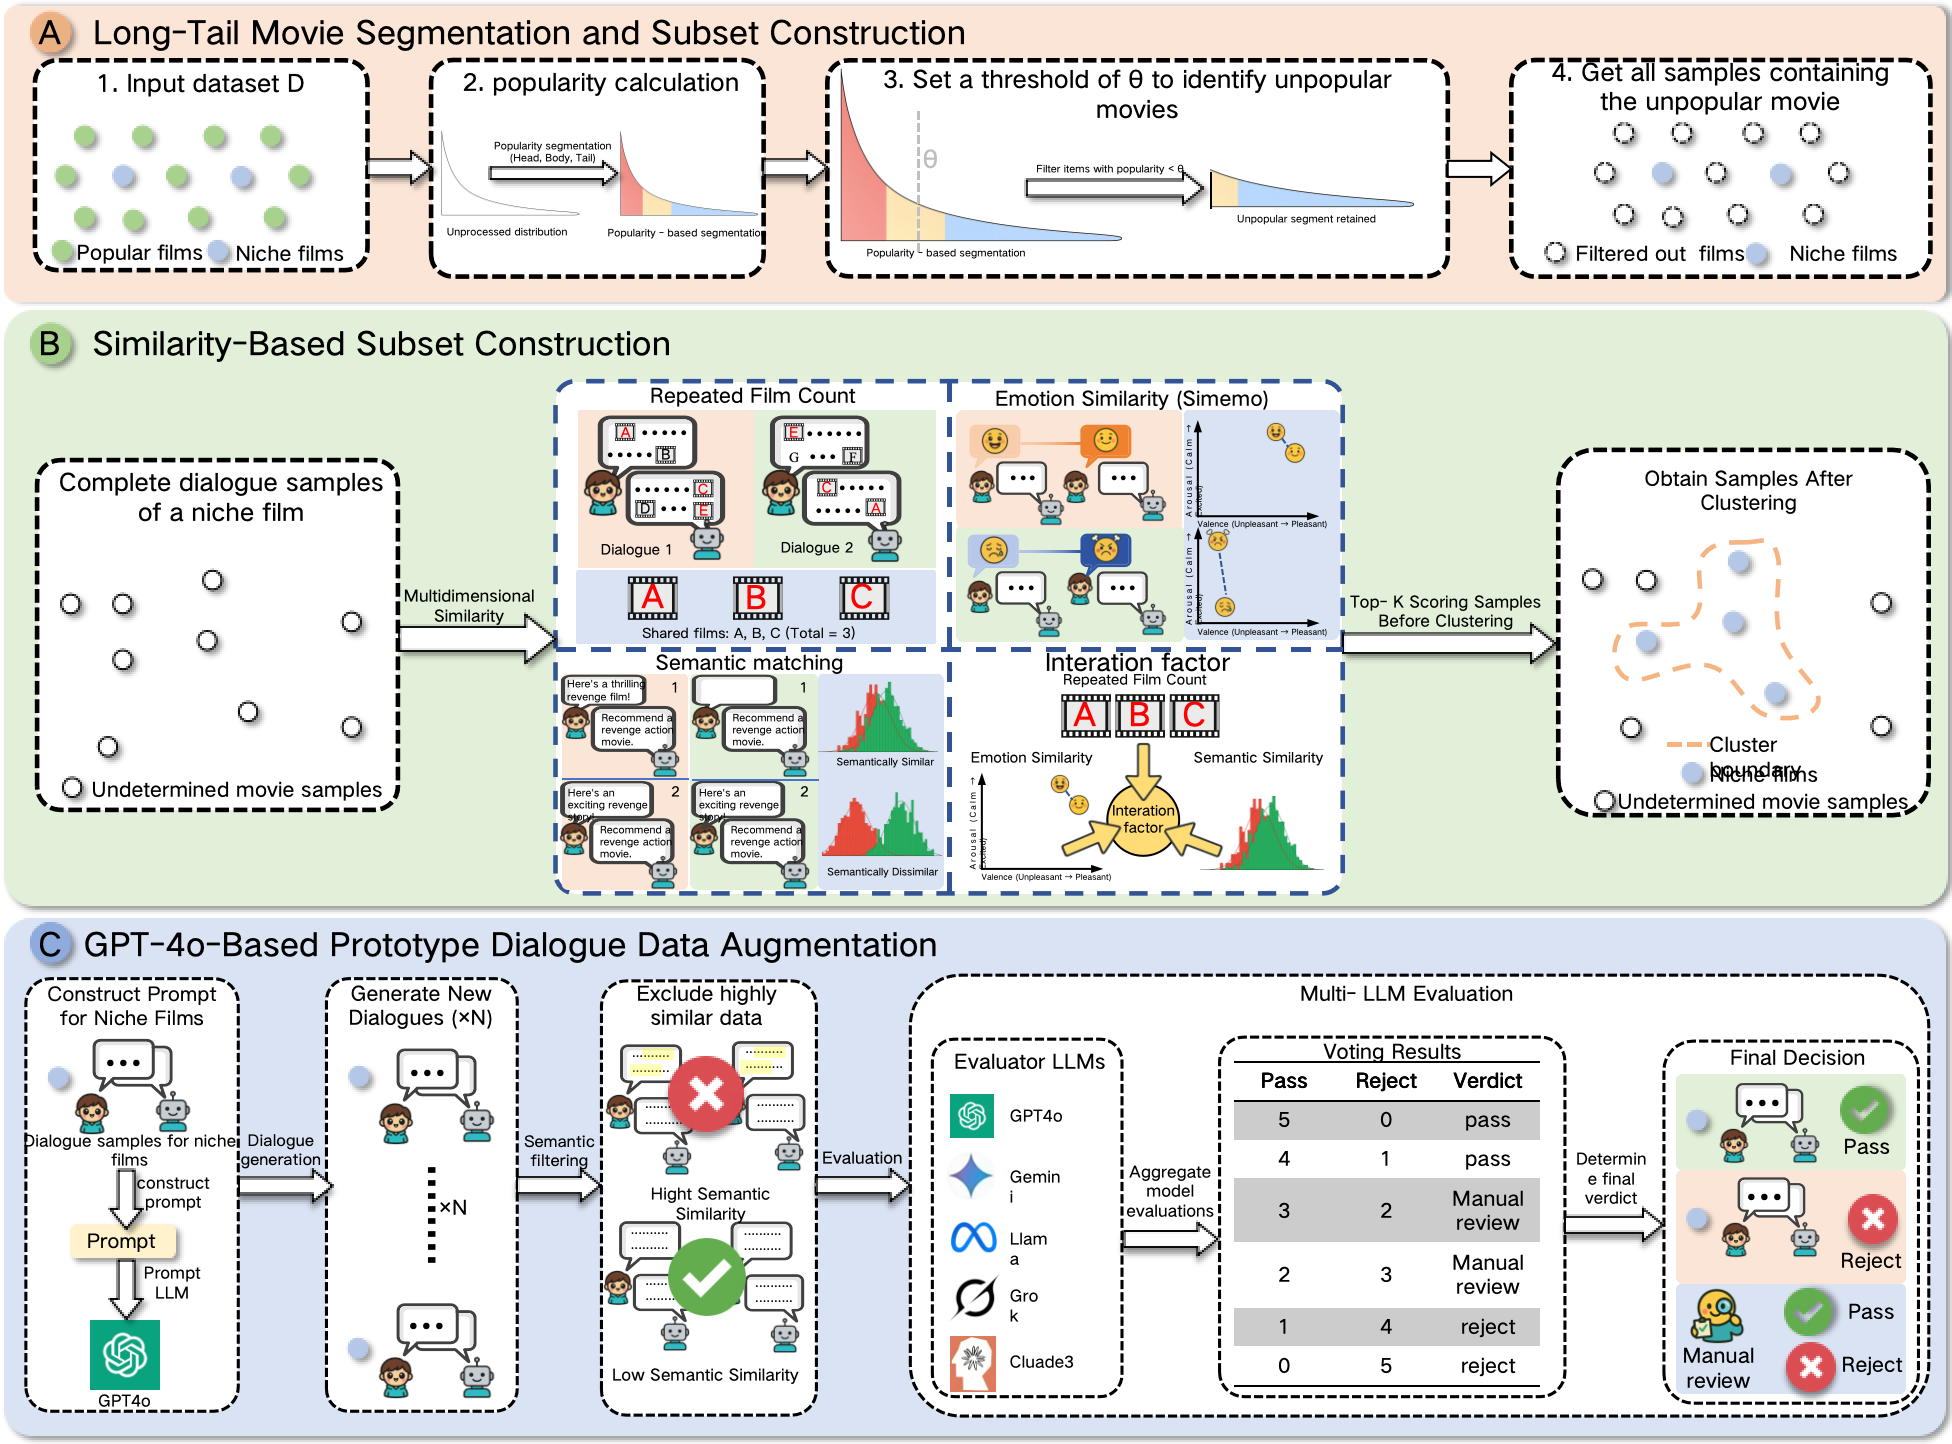 A Long-Tail Movie Segmentation and Subset Construction
1. Input dataset D
Popular films
Niche films
2. popularity calculation
Popularity segmentation
(Head, Body, Tail)
Unprocessed distribution
Popularity - based segmentation
3. Set a threshold of θ to identify unpopular
movies
θ
Filter items with popularity < θ
Popularity - based segmentation
Unpopular segment retained
4. Get all samples containing
the unpopular movie
Filtered out films
Niche films
B Similarity-Based Subset Construction
Complete dialogue samples
of a niche film
Undetermined movie samples
Multidimensional
Similarity
Repeated Film Count
A
B
C
D
E
Dialogue 1
E
G
F
C
A
Dialogue 2
A
B
C
Shared films: A, B, C (Total = 3)
Emotion Similarity (Simemo)
Arousal (Calm →
Excited)
Valence (Unpleasant → Pleasant)
Arousal (Calm →
Excited)
Valence (Unpleasant → Pleasant)
Semantic matching
Here's a thrilling
revenge film!
1
Recommend a
revenge action
movie.
1
Recommend a
revenge action
movie.
Semantically Similar
Here's an
exciting revenge
story!
2
Recommend a
revenge action
movie.
Here's an
exciting revenge
story!
2
Recommend a
revenge action
movie.
Semantically Dissimilar
Interation factor
Repeated Film Count
A
B
C
Emotion Similarity
Semantic Similarity
Interation
factor
Arousal (Calm →
Excited)
Valence (Unpleasant → Pleasant)
Top- K Scoring Samples
Before Clustering
Obtain Samples After
Clustering
Cluster
boundary
Niche films
Undetermined movie samples
C GPT-4o-Based Prototype Dialogue Data Augmentation
Construct Prompt
for Niche Films
Dialogue samples for niche
films
construct
prompt
Prompt
Prompt
LLM
GPT4o
Dialogue
generation
Generate New
Dialogues (×N)
×N
Semantic
filtering
Exclude highly
similar data
Hight Semantic
Similarity
Low Semantic Similarity
Evaluation
Multi- LLM Evaluation
Evaluator LLMs
GPT4o
Gemin
i
Llam
a
Gro
k
Cluade3
Aggregate
model
evaluations
Voting Results
Pass Reject Verdict
5 0 pass
4 1 pass
3 2 Manual
review
2 3 Manual
review
1 4 reject
0 5 reject
Determin
e final
verdict
Final Decision
Pass
Reject
Manual
review
Pass
Reject